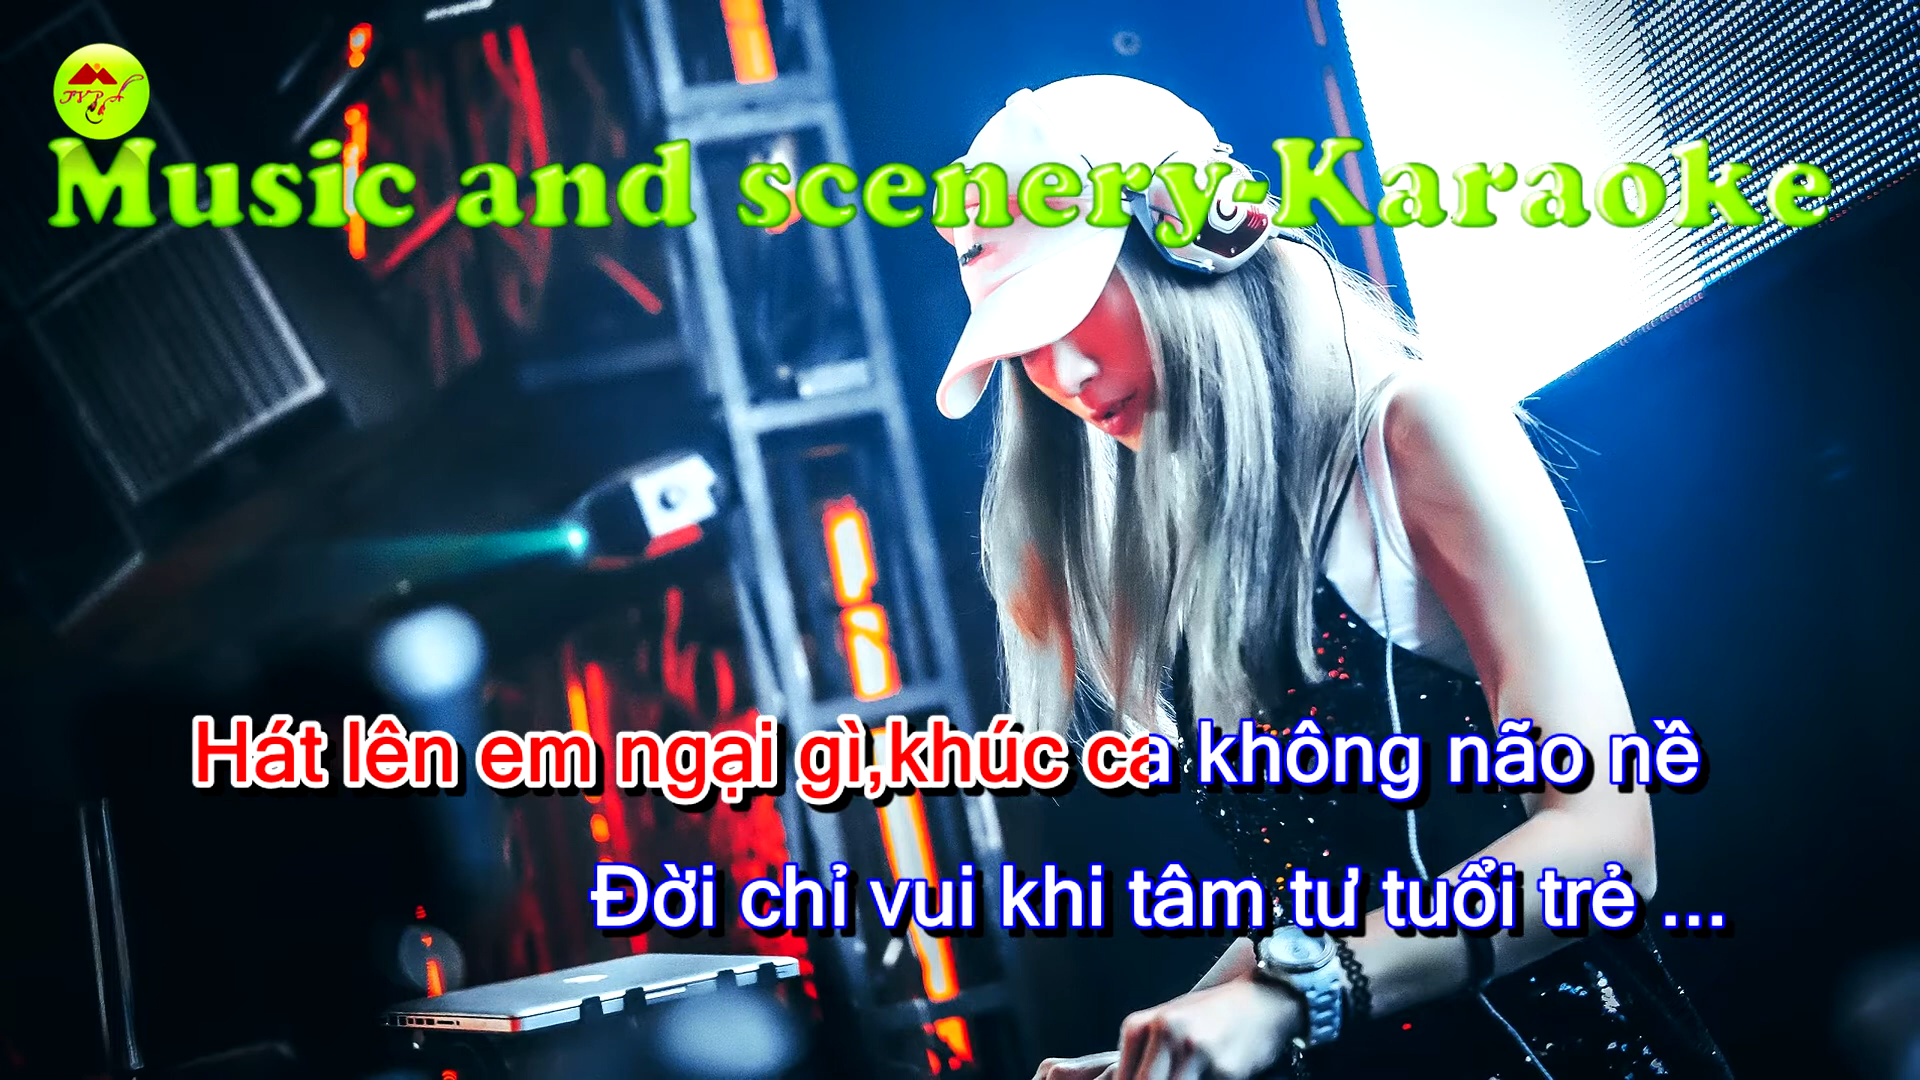 Music and scenery-Karaoke
Hát lên em ngại gì,khúc ca không não nề
Đời chỉ vui khi tâm tư tuổi trẻ ...